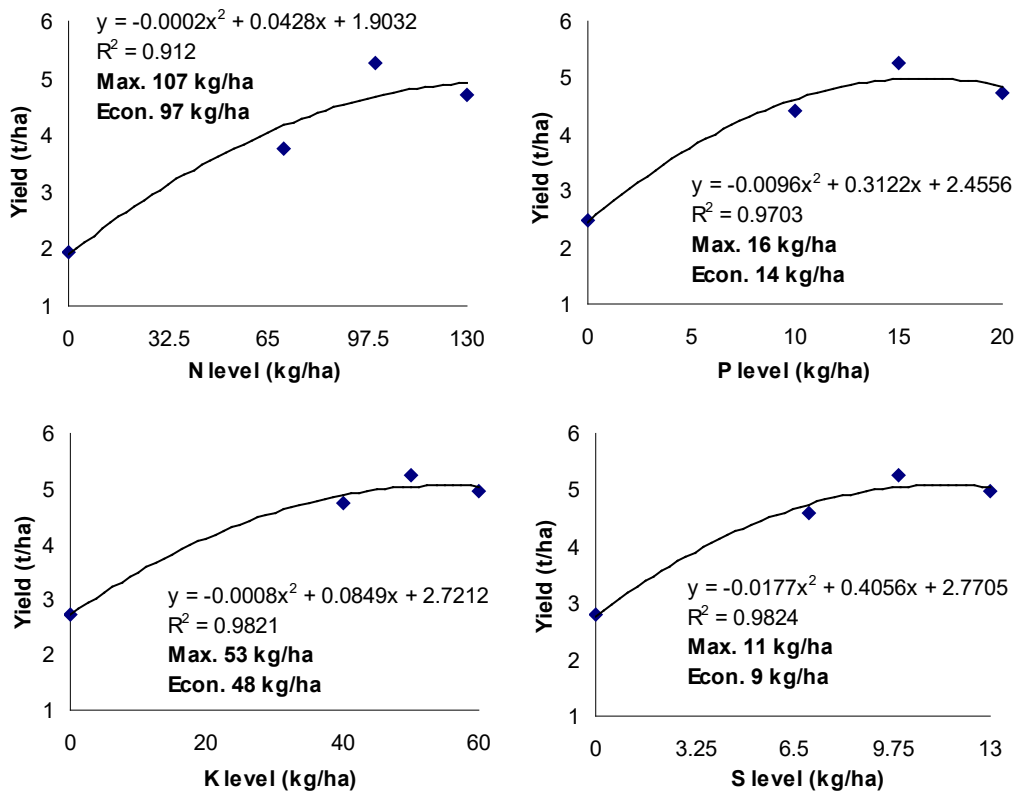 y = -0.0002x² + 0.0428x + 1.9032
R² = 0.912
Max. 107 kg/ha
Econ. 97 kg/ha
Yield (t/ha)
6
5
4
3
2
1
0 32.5 65 97.5 130
N level (kg/ha)
Yield (t/ha)
6
5
4
3
2
1
y = -0.0096x² + 0.3122x + 2.4556
R² = 0.9703
Max. 16 kg/ha
Econ. 14 kg/ha
0 5 10 15 20
P level (kg/ha)
Yield (t/ha)
6
5
4
3
2
1
y = -0.0008x² + 0.0849x + 2.7212
R² = 0.9821
Max. 53 kg/ha
Econ. 48 kg/ha
0 20 40 60
K level (kg/ha)
Yield (t/ha)
6
5
4
3
2
1
y = -0.0177x² + 0.4056x + 2.7705
R² = 0.9824
Max. 11 kg/ha
Econ. 9 kg/ha
0 3.25 6.5 9.75 13
S level (kg/ha)